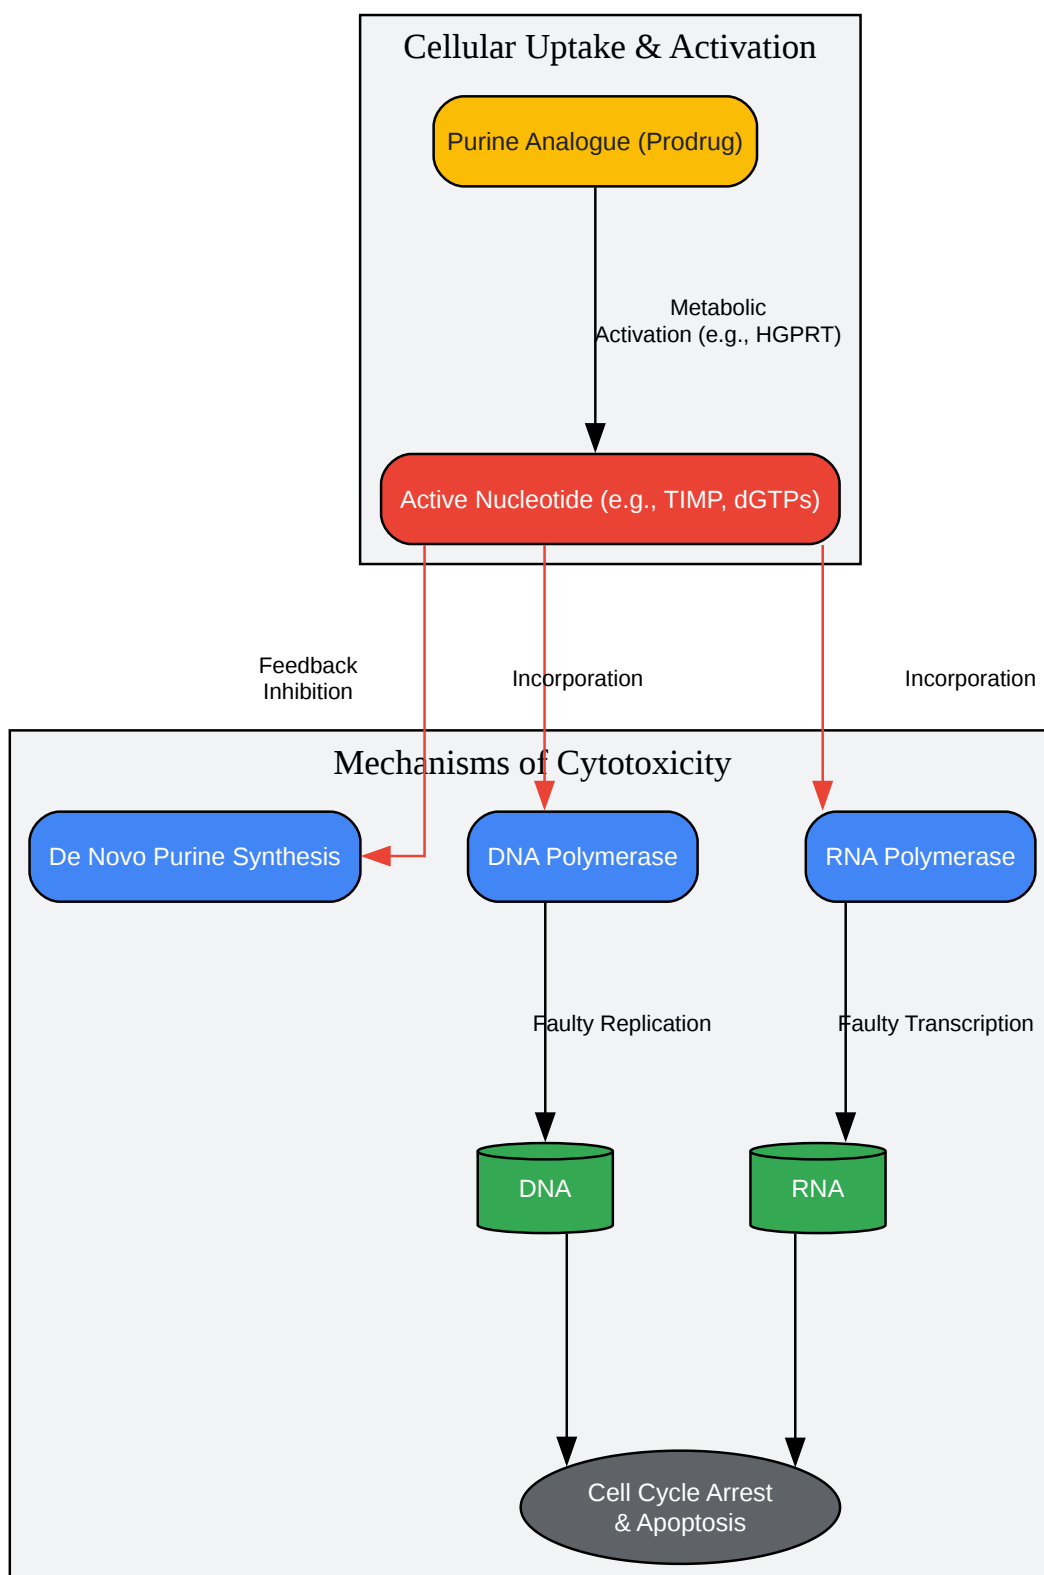 Cellular Uptake & Activation
Purine Analogue (Prodrug)
Metabolic
Activation (e.g., HGPRT)
Active Nucleotide (e.g., TIMP, dGTPs)
Feedback
Inhibition
Incorporation
Incorporation
Mechanisms of Cytotoxicity
De Novo Purine Synthesis
DNA Polymerase
RNA Polymerase
Faulty Replication
Faulty Transcription
DNA
RNA
Cell Cycle Arrest
& Apoptosis